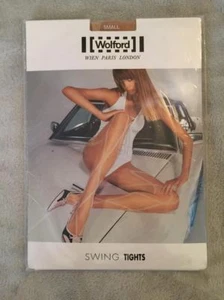 SMALL
Wolford
WIEN PARIS LONDON
SWING TIGHTS